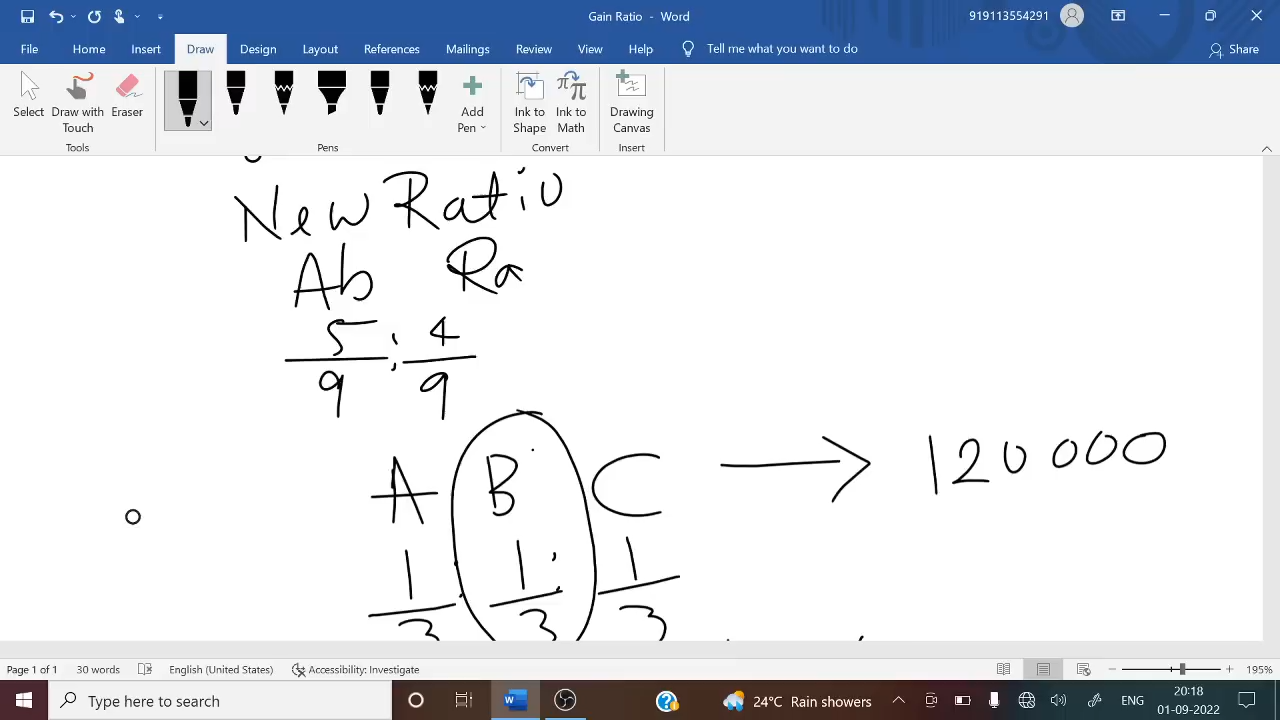 Gain Ratio - Word
919113554291
File Home Insert Draw Design Layout References Mailings Review View Help Tell me what you want to do Share
Select Draw with Touch Eraser Add Pen Ink to Shape Ink to Math Drawing Canvas
Tools Pens Convert Insert
New Ratio
Ab Ra
5/9 : 4/9
A B C → 120000
1/3 : 1/3 : 1/3
Page 1 of 1 30 words English (United States) Accessibility: Investigate 195%
Type here to search 24°C Rain showers ENG 20:18 01-09-2022